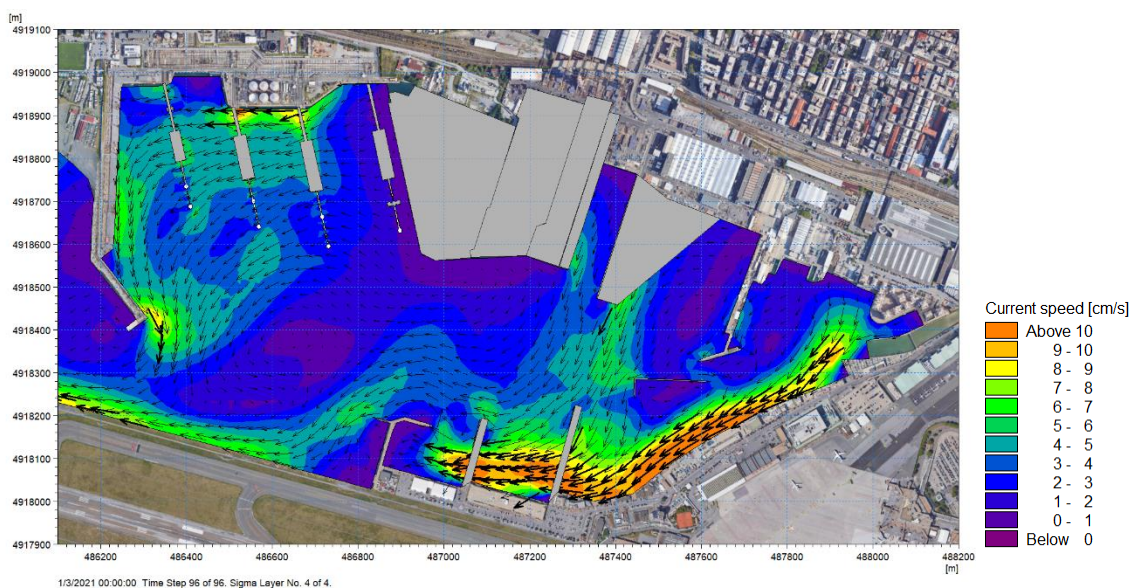 [m]
4919100
4919000
4918900
4918800
4918700
4918600
4918500
4918400
4918300
4918200
4918100
4918000
4917900
486200 486400 486600 486800 487000 487200 487400 487600 487800 488000 488200
[m]
1/3/2021 00:00:00 Time Step 96 of 96. Sigma Layer No. 4 of 4.
Current speed [cm/s]
Above 10
9 - 10
8 - 9
7 - 8
6 - 7
5 - 6
4 - 5
3 - 4
2 - 3
1 - 2
0 - 1
Below 0